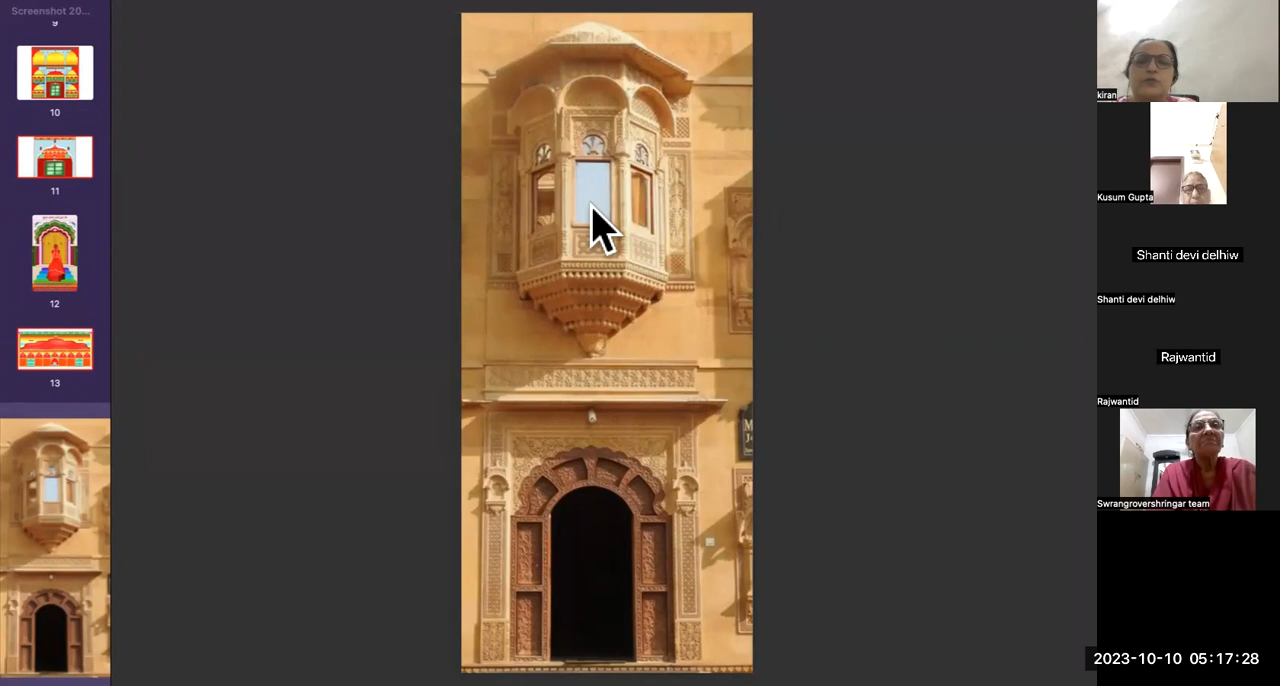 Screenshot 20...
9
10
11
12
13
kiran
Kusum Gupta
Shanti devi delhiw
Shanti devi delhiw
Rajwantid
Rajwantid
Swrangrovershringar team
2023-10-10 05:17:28